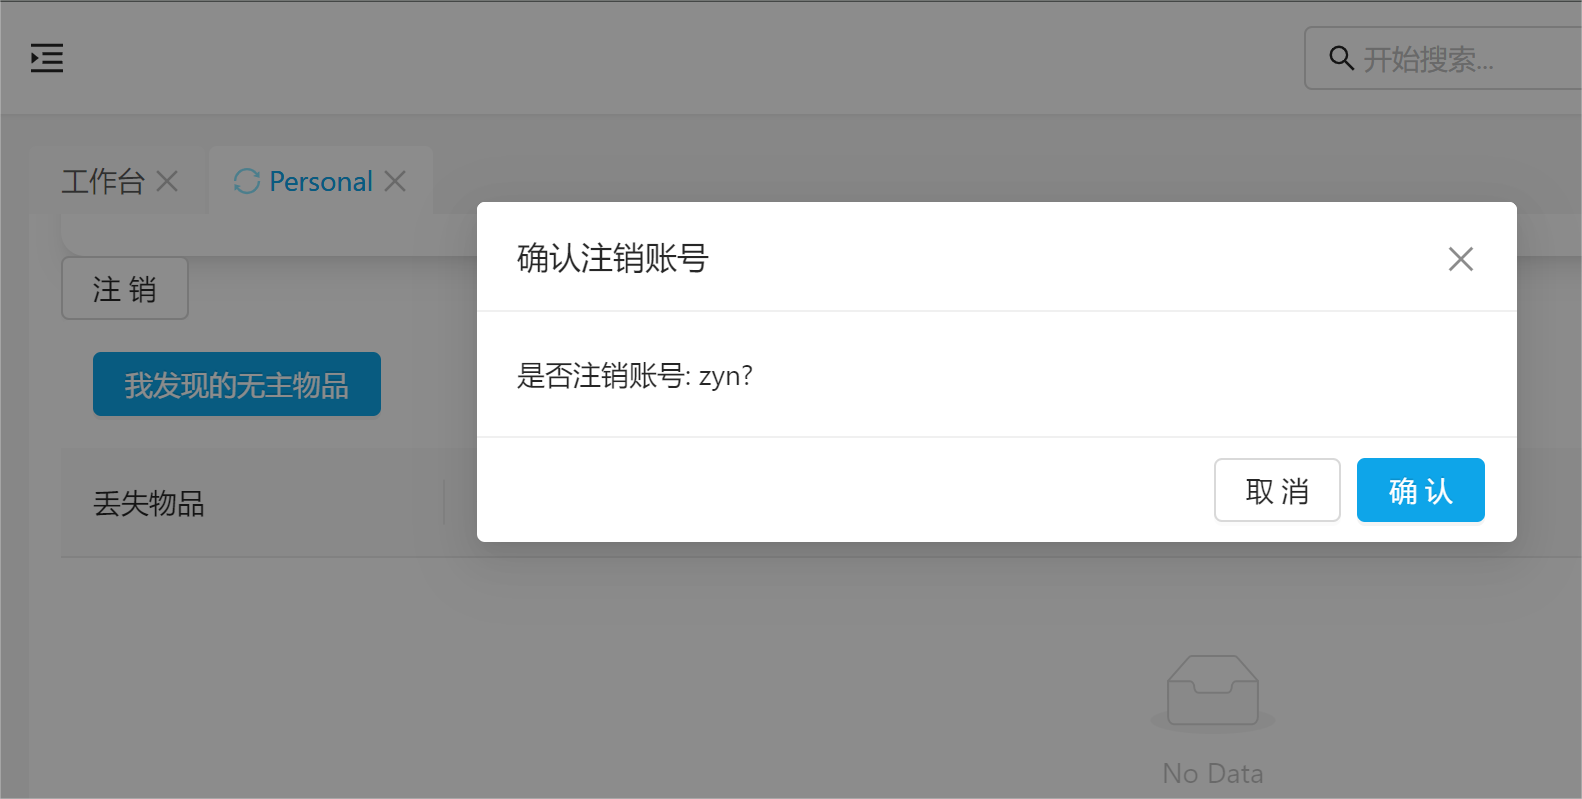 开始搜索...
工作台
Personal
确认注销账号
注 销
是否注销账号: zyn?
我发现的无主物品
取 消
确 认
丢失物品
No Data